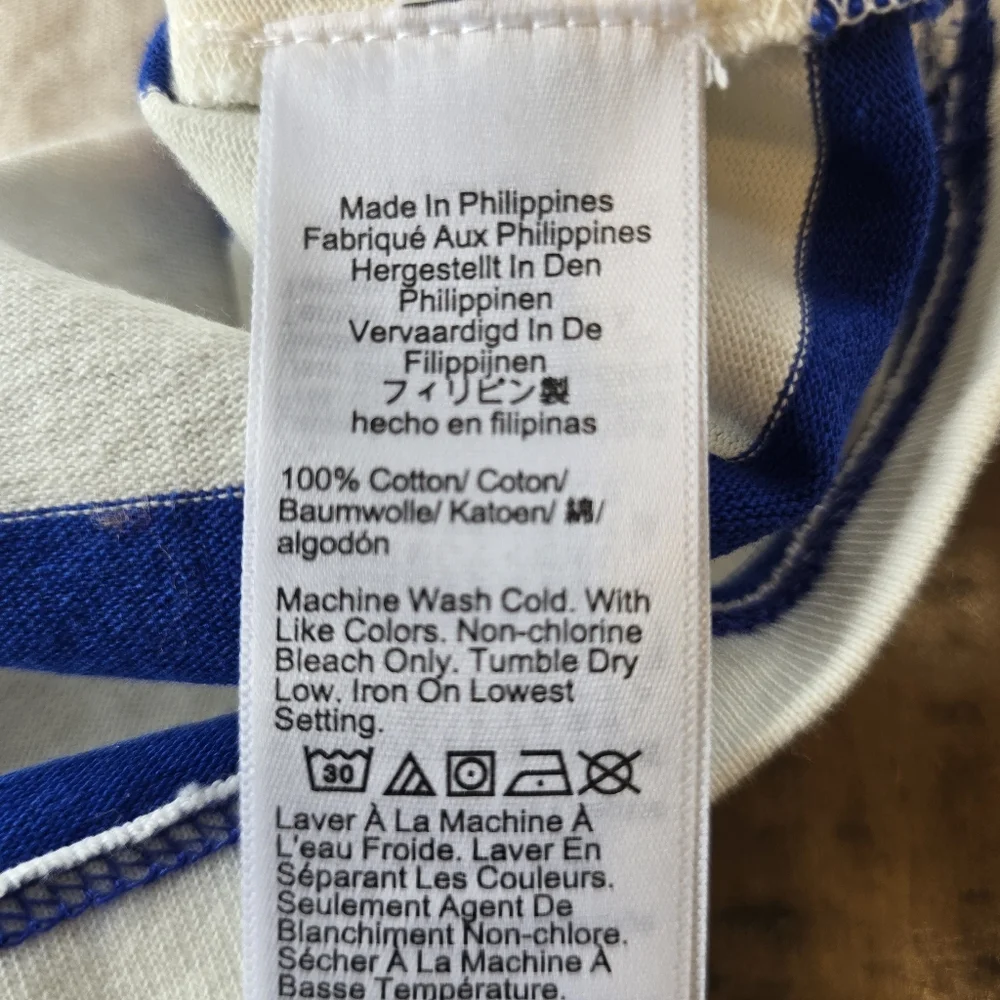 Made In Philippines
Fabriqué Aux Philippines
Hergestellt In Den
Philippinen
Vervaardigd In De
Filippijnen
フィリピン製
hecho en filipinas
100% Cotton/ Coton/
Baumwolle/ Katoen/ 綿/
algodón
Machine Wash Cold. With
Like Colors. Non-chlorine
Bleach Only. Tumble Dry
Low. Iron On Lowest
Setting.
30
Laver À La Machine À
L'eau Froide. Laver En
Séparant Les Couleurs.
Seulement Agent De
Blanchiment Non-chlore.
Sécher À La Machine À
Basse Température.